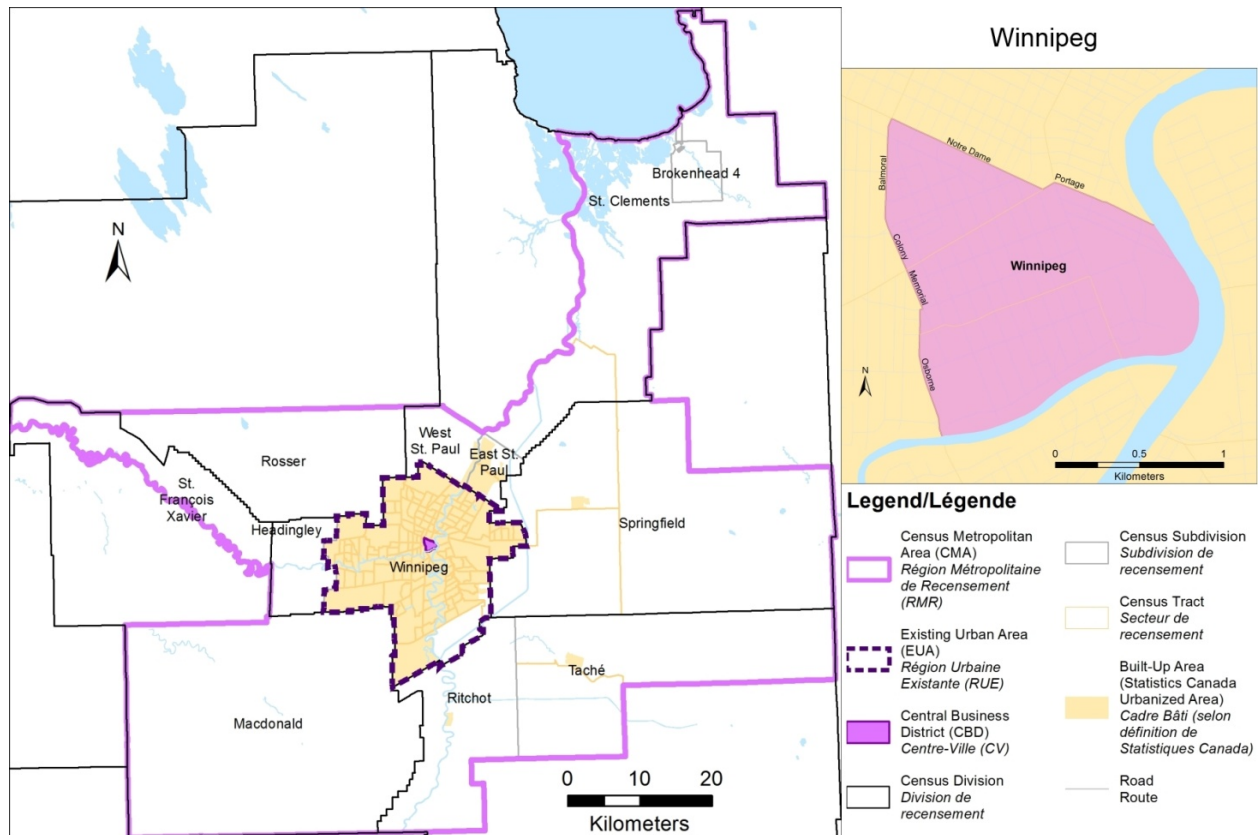 Brokenhead 4
St. Clements
N
West
St. Paul
East St.
Paul
Rosser
St.
François
Xavier
Headingley
Springfield
Winnipeg
Taché
Ritchot
Macdonald
0 10 20
Kilometers
Winnipeg
Notre Dame
Portage
Balmoral
Colony
Memorial
Osborne
Winnipeg
N
0 0.5 1
Kilometers
Legend/Légende
Census Metropolitan
Area (CMA)
Région Métropolitaine
de Recensement
(RMR)
Existing Urban Area
(EUA)
Région Urbaine
Existante (RUE)
Central Business
District (CBD)
Centre-Ville (CV)
Census Division
Division de
recensement
Census Subdivision
Subdivision de
recensement
Census Tract
Secteur de
recensement
Built-Up Area
(Statistics Canada
Urbanized Area)
Cadre Bâti (selon
définition de
Statistiques Canada)
Road
Route